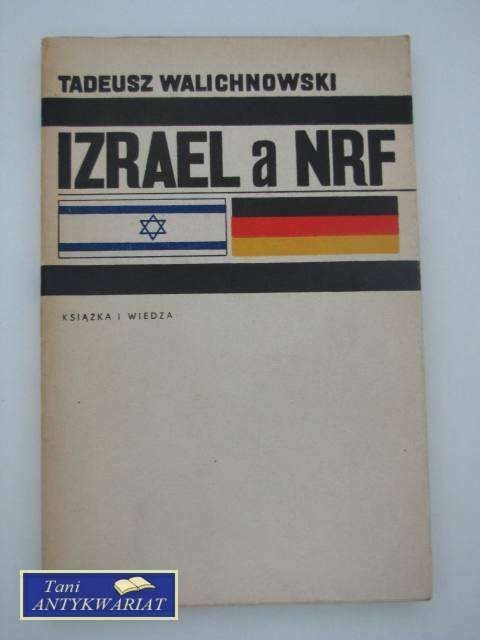 TADEUSZ WALICHNOWSKI
IZRAEL a NRF
KSIĄŻKA I WIEDZA
Tani
ANTYKWARIAT